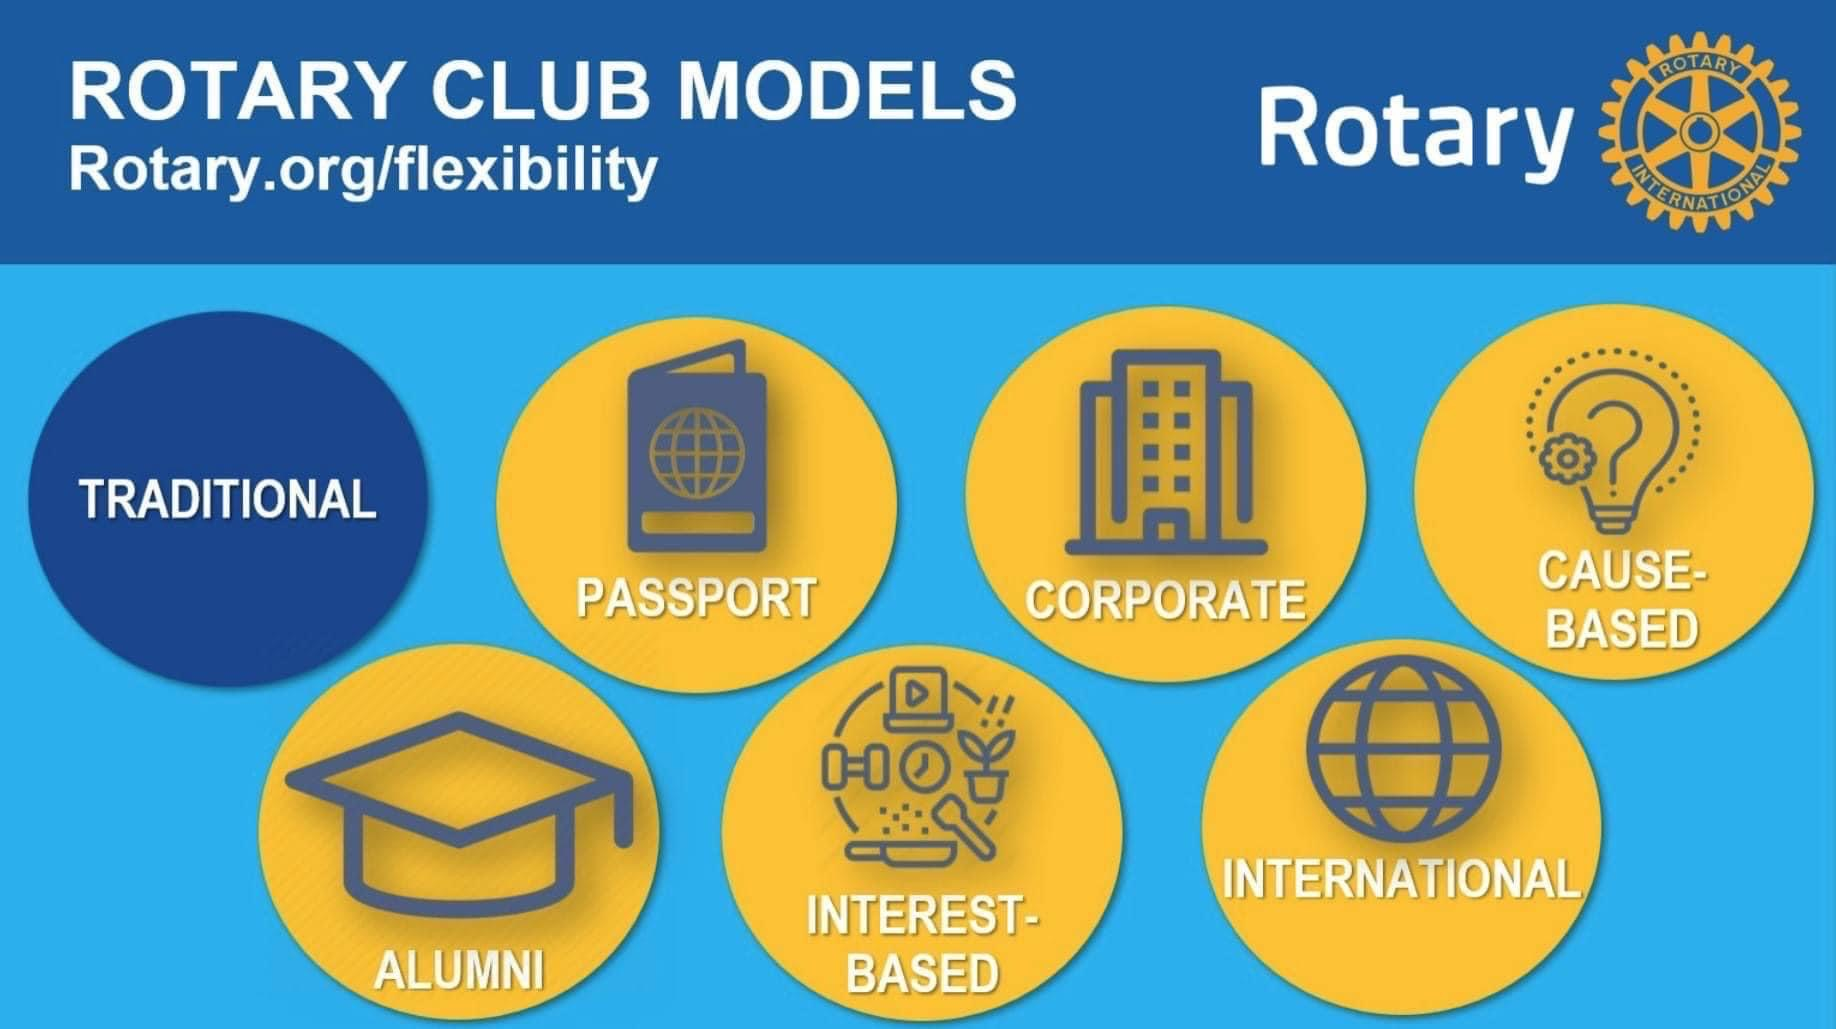 ROTARY CLUB MODELS
Rotary.org/flexibility
Rotary
ROTARY
INTERNATIONAL
TRADITIONAL
PASSPORT
CORPORATE
CAUSE-
BASED
ALUMNI
INTEREST-
BASED
INTERNATIONAL